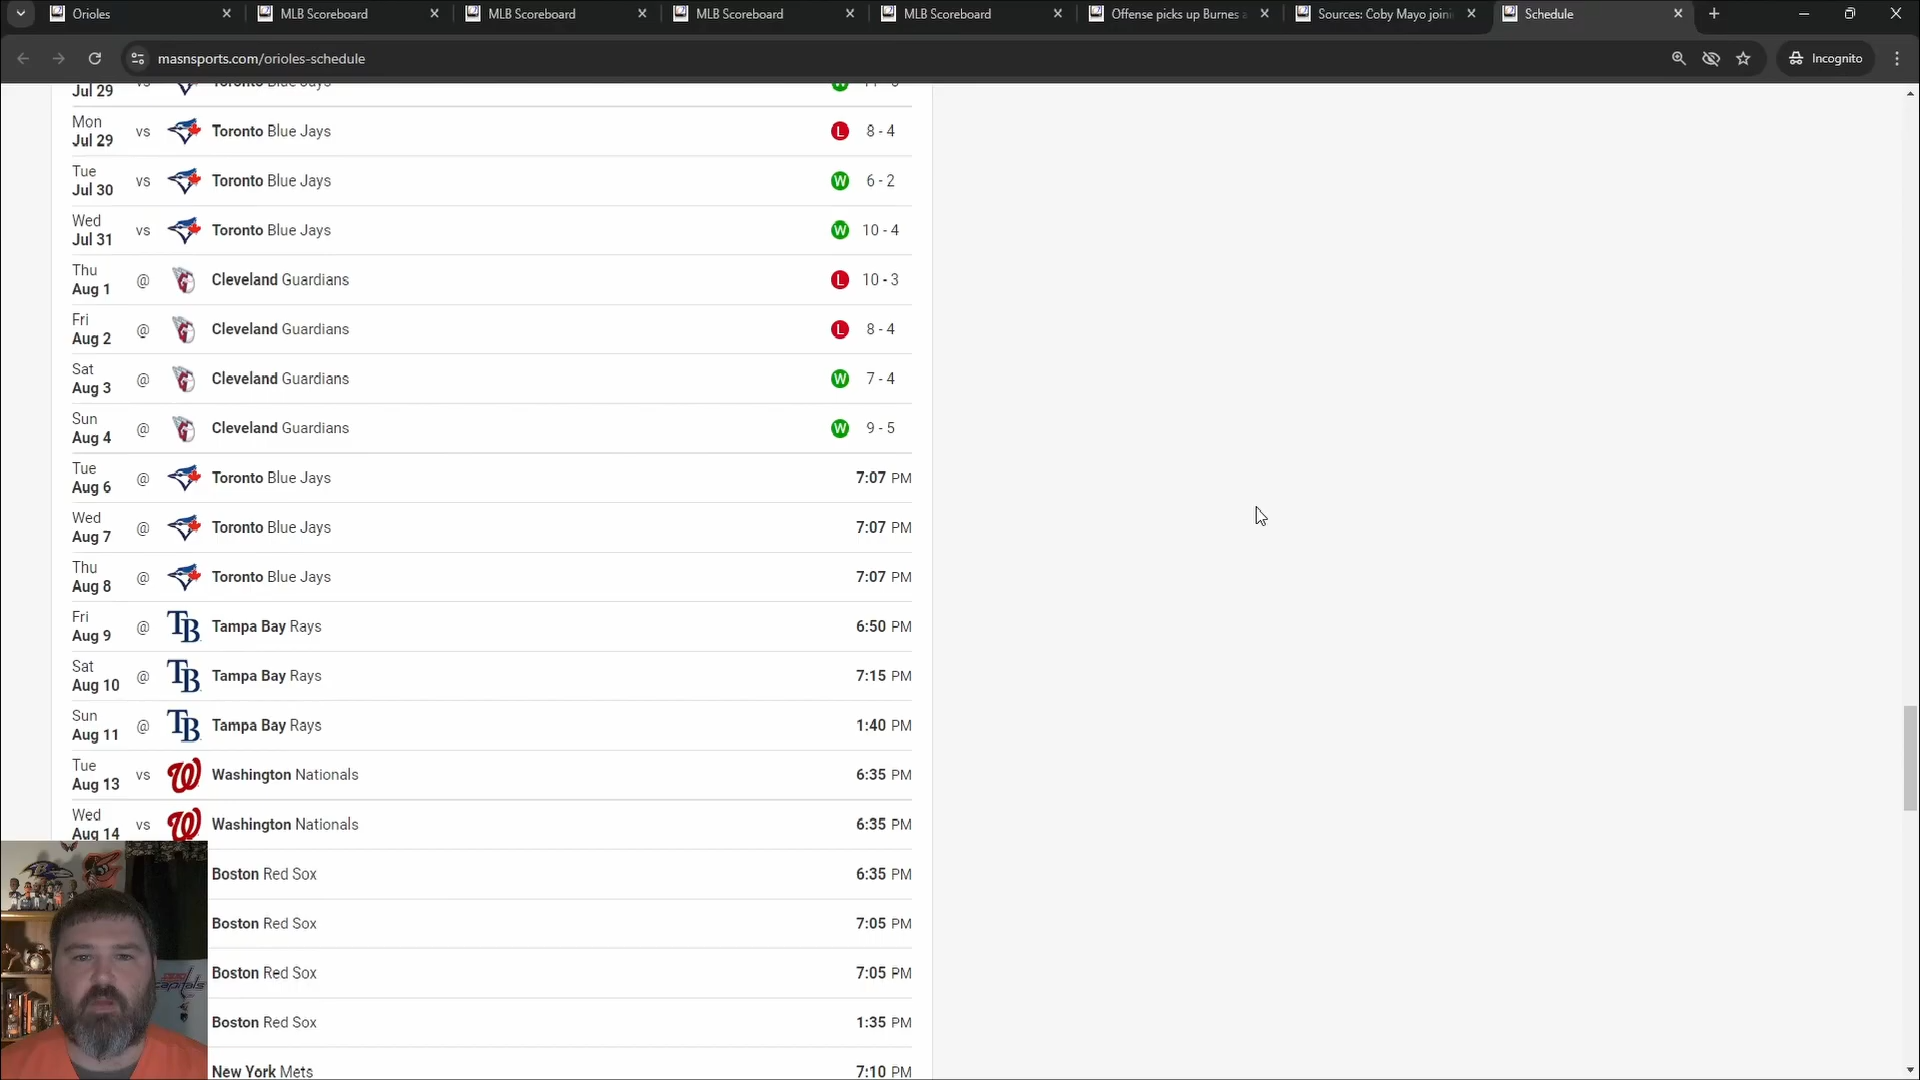 Orioles
MLB Scoreboard
MLB Scoreboard
MLB Scoreboard
MLB Scoreboard
Offense picks up Burnes a
Sources: Coby Mayo joini
Schedule
masnsports.com/orioles-schedule
Incognito
Jul 29 vs Toronto Blue Jays W
Mon
Jul 29 vs Toronto Blue Jays L 8 - 4
Tue
Jul 30 vs Toronto Blue Jays W 6 - 2
Wed
Jul 31 vs Toronto Blue Jays W 10 - 4
Thu
Aug 1 @ Cleveland Guardians L 10 - 3
Fri
Aug 2 @ Cleveland Guardians L 8 - 4
Sat
Aug 3 @ Cleveland Guardians W 7 - 4
Sun
Aug 4 @ Cleveland Guardians W 9 - 5
Tue
Aug 6 @ Toronto Blue Jays 7:07 PM
Wed
Aug 7 @ Toronto Blue Jays 7:07 PM
Thu
Aug 8 @ Toronto Blue Jays 7:07 PM
Fri
Aug 9 @ TB Tampa Bay Rays 6:50 PM
Sat
Aug 10 @ TB Tampa Bay Rays 7:15 PM
Sun
Aug 11 @ TB Tampa Bay Rays 1:40 PM
Tue
Aug 13 vs W Washington Nationals 6:35 PM
Wed
Aug 14 vs W Washington Nationals 6:35 PM
Boston Red Sox 6:35 PM
Boston Red Sox 7:05 PM
Boston Red Sox 7:05 PM
Boston Red Sox 1:35 PM
New York Mets 7:10 PM
capitals